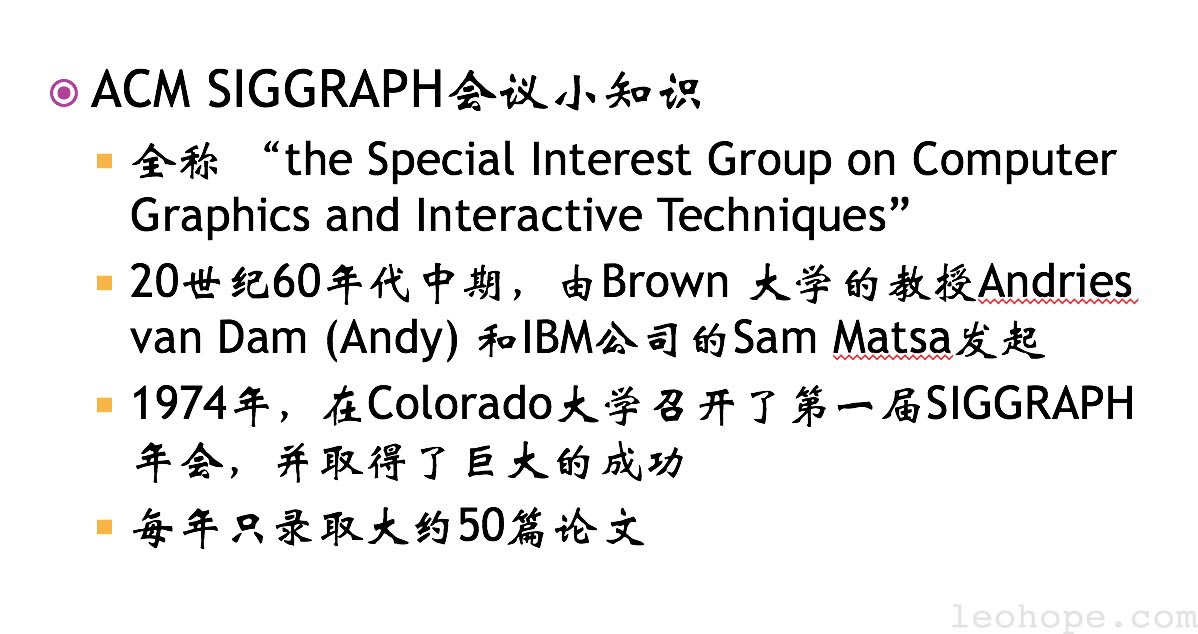 ACM SIGGRAPH会议小知识
全称 “the Special Interest Group on Computer
Graphics and Interactive Techniques”
20世纪60年代中期，由Brown 大学的教授Andries
van Dam (Andy) 和IBM公司的Sam Matsa发起
1974年，在Colorado大学召开了第一届SIGGRAPH
年会，并取得了巨大的成功
每年只录取大约50篇论文
leohope.com